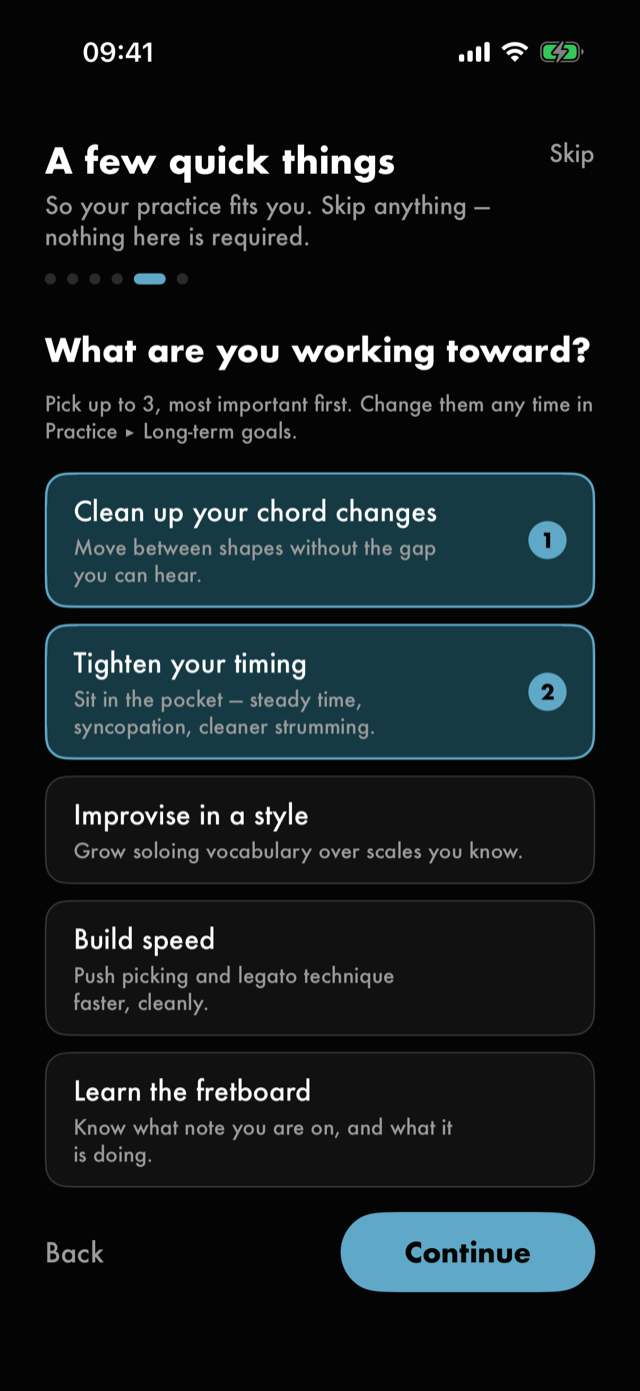 09:41
A few quick things
Skip
So your practice fits you. Skip anything —
nothing here is required.
What are you working toward?
Pick up to 3, most important first. Change them any time in
Practice ▸ Long-term goals.
Clean up your chord changes
Move between shapes without the gap
you can hear.
1
Tighten your timing
Sit in the pocket — steady time,
syncopation, cleaner strumming.
2
Improvise in a style
Grow soloing vocabulary over scales you know.
Build speed
Push picking and legato technique
faster, cleanly.
Learn the fretboard
Know what note you are on, and what it
is doing.
Back
Continue